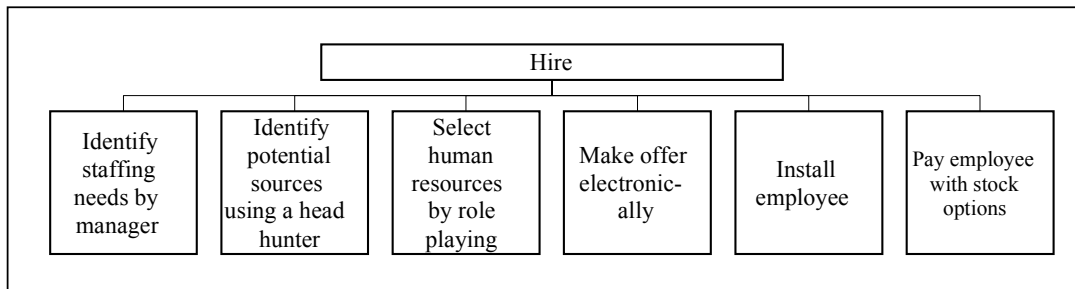 Hire
Identify
staffing
needs by
manager
Identify
potential
sources
using a head
hunter
Select
human
resources
by role
playing
Make offer
electronic-
ally
Install
employee
Pay employee
with stock
options